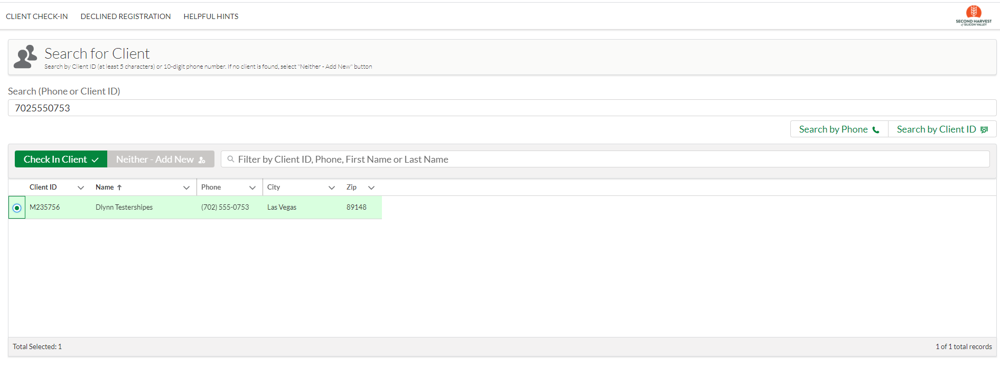 CLIENT CHECK-IN DECLINED REGISTRATION HELPFUL HINTS
SECOND HARVEST
of SILICON VALLEY
Search for Client
Search by Client ID (at least 5 characters) or 10-digit phone number. If no client is found, select "Neither - Add New" button
Search (Phone or Client ID)
7025550753
Search by Phone Search by Client ID
Check In Client Neither - Add New Filter by Client ID, Phone, First Name or Last Name
Client ID Name Phone City Zip
M235756 Dlynn Testershipes (702) 555-0753 Las Vegas 89148
Total Selected: 1 1 of 1 total records